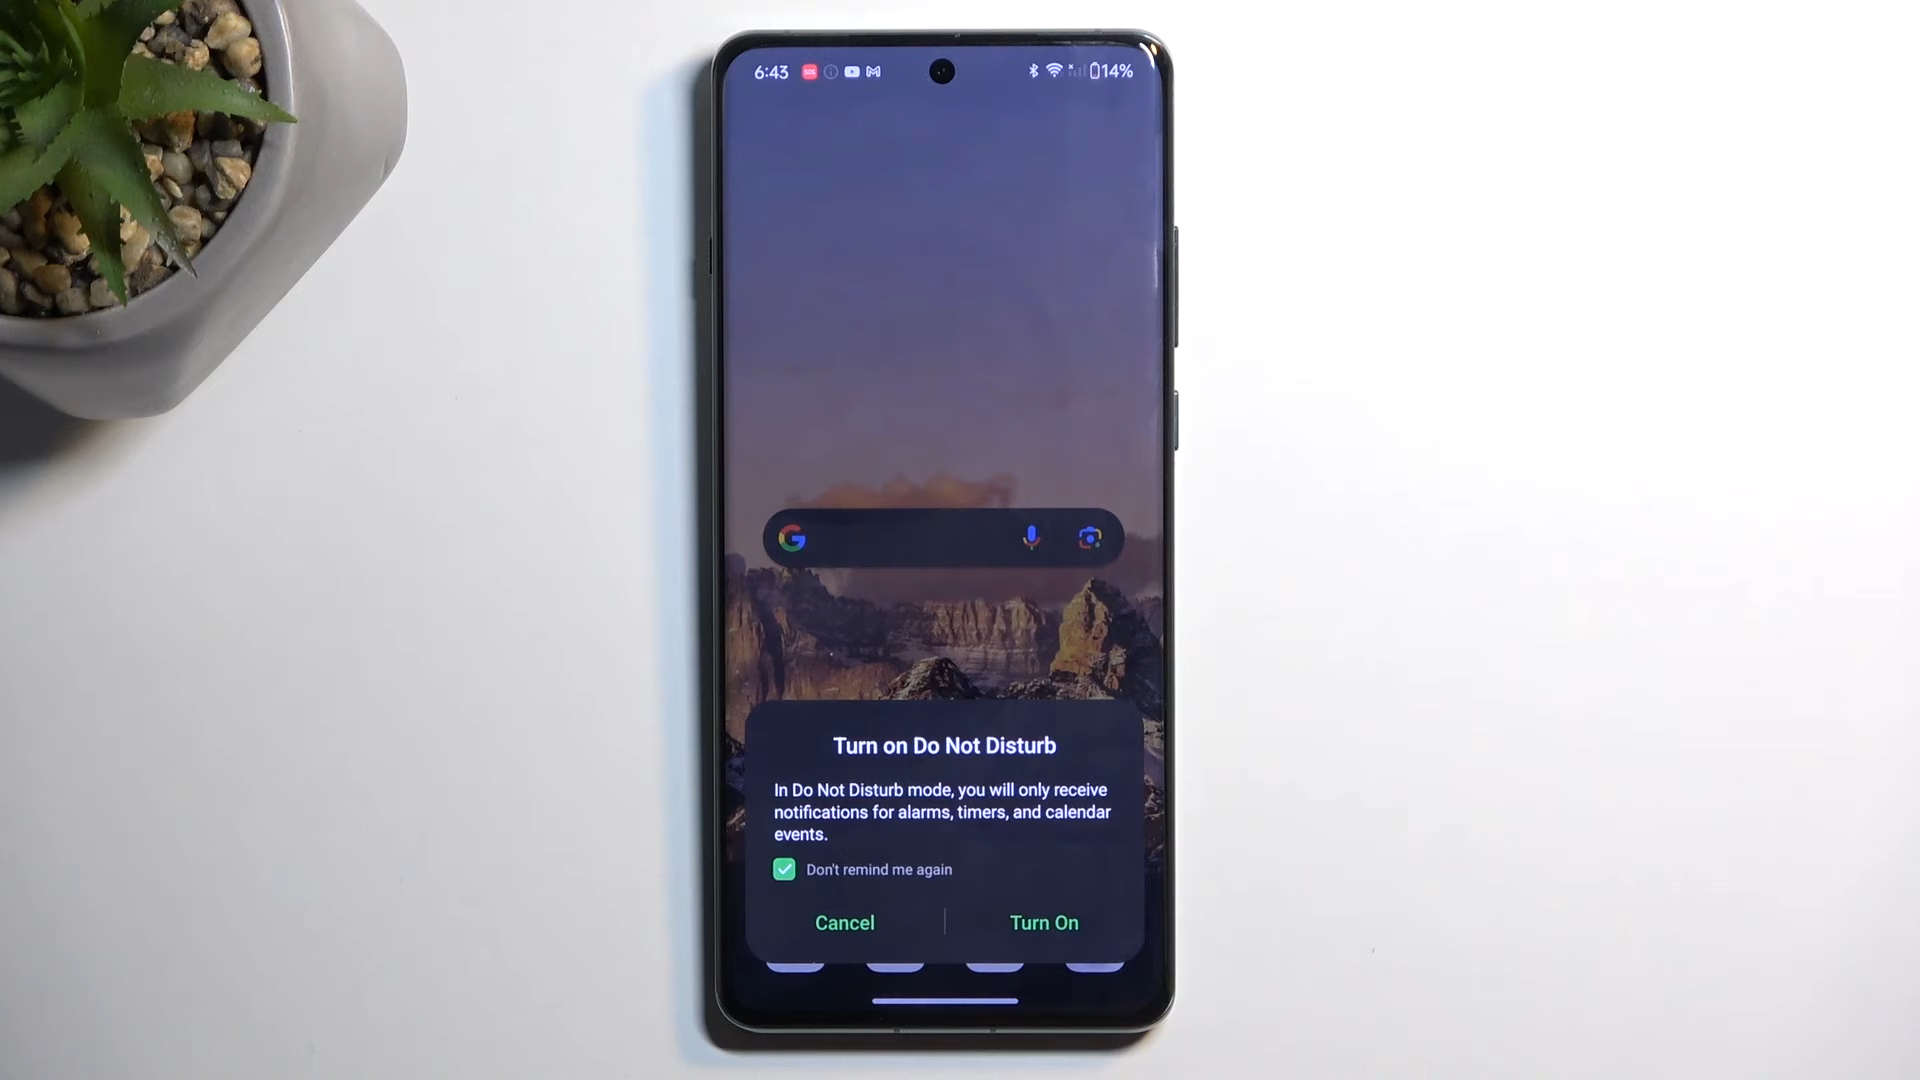 6:43 SOS 14%
Turn on Do Not Disturb
In Do Not Disturb mode, you will only receive
notifications for alarms, timers, and calendar
events.
Don't remind me again
Cancel Turn On